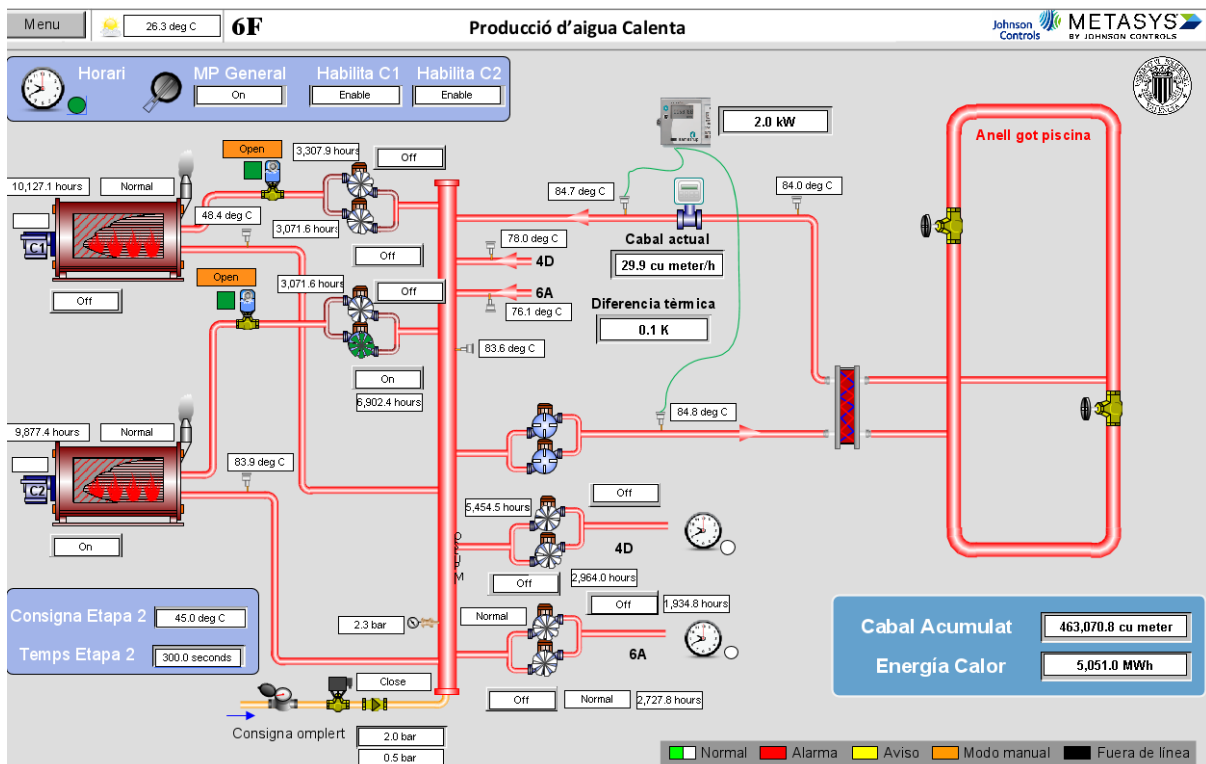 Menu
26.3 deg C
6F
Producció d'aigua Calenta
Johnson Controls
METASYS
BY JOHNSON CONTROLS
Horari
MP General
Habilita C1
Habilita C2
On
Enable
Enable
2.0 kW
Anell got piscina
Open
3,307.9 hours
Off
10,127.1 hours
Normal
84.7 deg C
84.0 deg C
48.4 deg C
3,071.6 hours
C1
78.0 deg C
4D
Cabal actual
29.9 cu meter/h
Off
Open
3,071.6 hours
Off
6A
76.1 deg C
Diferencia tèrmica
0.1 K
Off
83.6 deg C
On
6,902.4 hours
84.8 deg C
9,877.4 hours
Normal
83.9 deg C
C2
Off
5,454.5 hours
On
4D
Off
2,964.0 hours
Off
1,934.8 hours
Normal
Consigna Etapa 2
45.0 deg C
2.3 bar
6A
Temps Etapa 2
300.0 seconds
Cabal Acumulat
463,070.8 cu meter
Energía Calor
5,051.0 MWh
Close
Off
Normal
2,727.8 hours
Consigna omplert
2.0 bar
0.5 bar
Normal
Alarma
Aviso
Modo manual
Fuera de línea